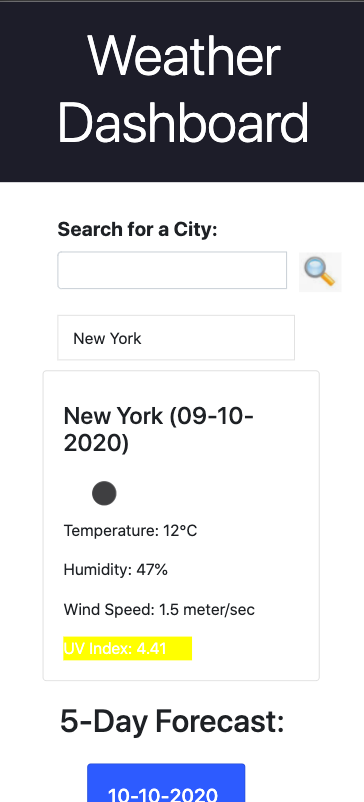 Weather
Dashboard
Search for a City:
New York
New York (09-10-
2020)
Temperature: 12°C
Humidity: 47%
Wind Speed: 1.5 meter/sec
UV Index: 4.41
5-Day Forecast:
10-10-2020